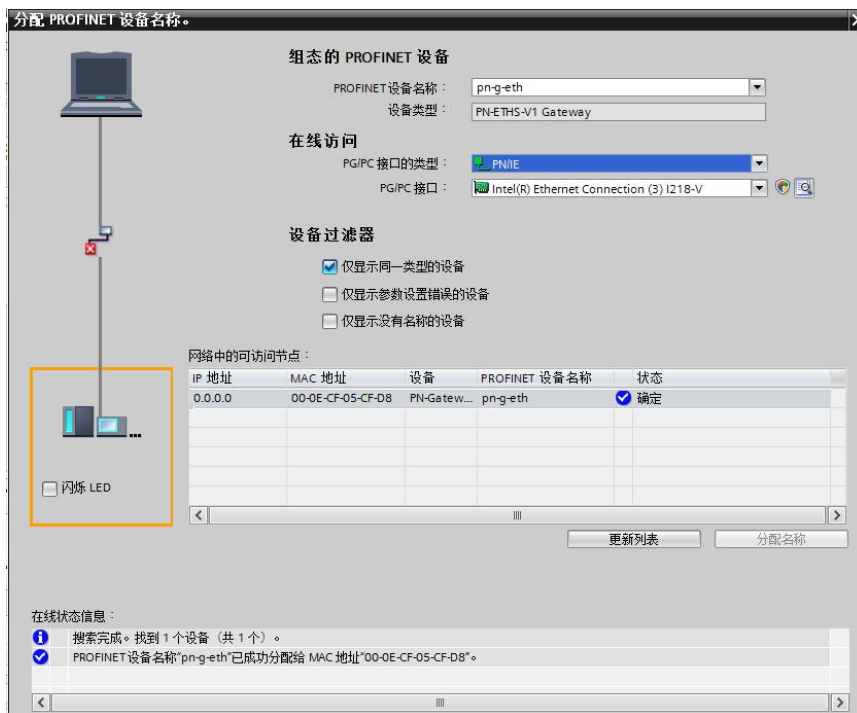 分配 PROFINET 设备名称。
组态的 PROFINET 设备
PROFINET设备名称： pn-g-eth
设备类型： PN-ETHS-V1 Gateway
在线访问
PG/PC 接口的类型： PN/IE
PG/PC 接口： Intel(R) Ethernet Connection (3) I218-V
设备过滤器
仅显示同一类型的设备
仅显示参数设置错误的设备
仅显示没有名称的设备
网络中的可访问节点：
IP 地址 MAC 地址 设备 PROFINET 设备名称 状态
0.0.0.0 00-0E-CF-05-CF-D8 PN-Gatew... pn-g-eth 确定
闪烁 LED
更新列表 分配名称
在线状态信息：
搜索完成。找到 1 个设备（共 1 个）。
PROFINET设备名称"pn-g-eth"已成功分配给 MAC 地址"00-0E-CF-05-CF-D8"。